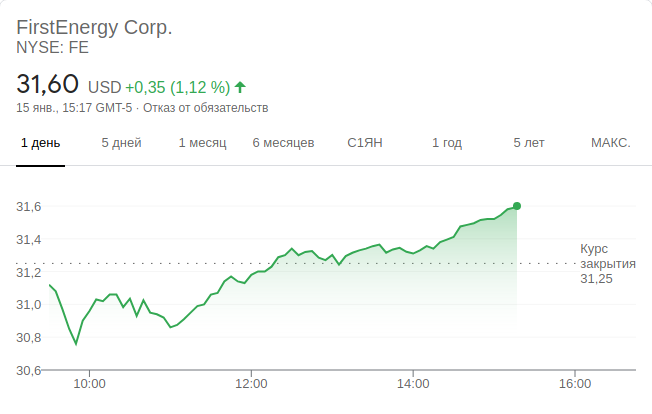 FirstEnergy Corp.
NYSE: FE
31,60 USD +0,35 (1,12 %)
15 янв., 15:17 GMT-5 · Отказ от обязательств
1 день 5 дней 1 месяц 6 месяцев С1ЯН 1 год 5 лет МАКС.
31,6
31,4
31,2
31,0
30,8
30,6
Курс
закрытия
31,25
10:00 12:00 14:00 16:00